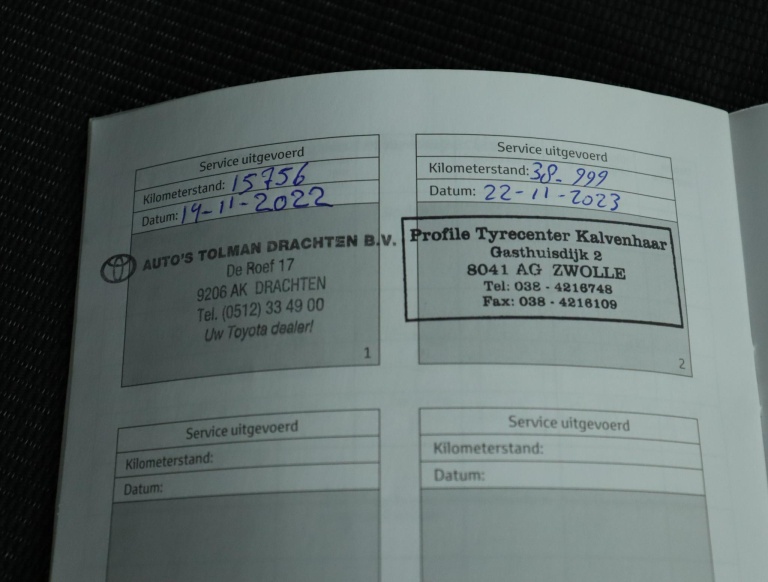 Service uitgevoerd
Kilometerstand: 15756
Datum: 19-11-2022
AUTO'S TOLMAN DRACHTEN B.V.
De Roef 17
9206 AK DRACHTEN
Tel. (0512) 33 49 00
Uw Toyota dealer!
1
Service uitgevoerd
Kilometerstand: 38-999
Datum: 22-11-2023
Profile Tyrecenter Kalvenhaar
Gasthuisdijk 2
8041 AG ZWOLLE
Tel: 038 - 4216748
Fax: 038 - 4216109
2
Service uitgevoerd
Kilometerstand:
Datum:
Service uitgevoerd
Kilometerstand:
Datum: